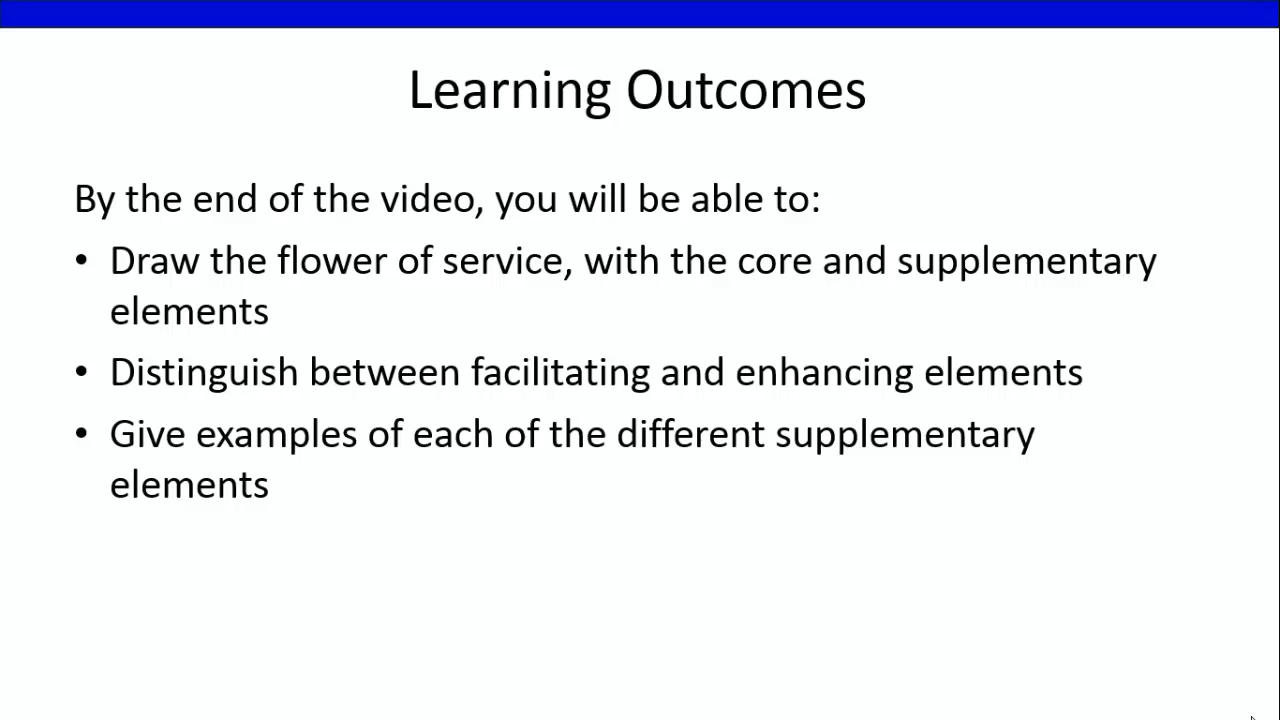 Learning Outcomes
By the end of the video, you will be able to:
• Draw the flower of service, with the core and supplementary
elements
• Distinguish between facilitating and enhancing elements
• Give examples of each of the different supplementary
elements